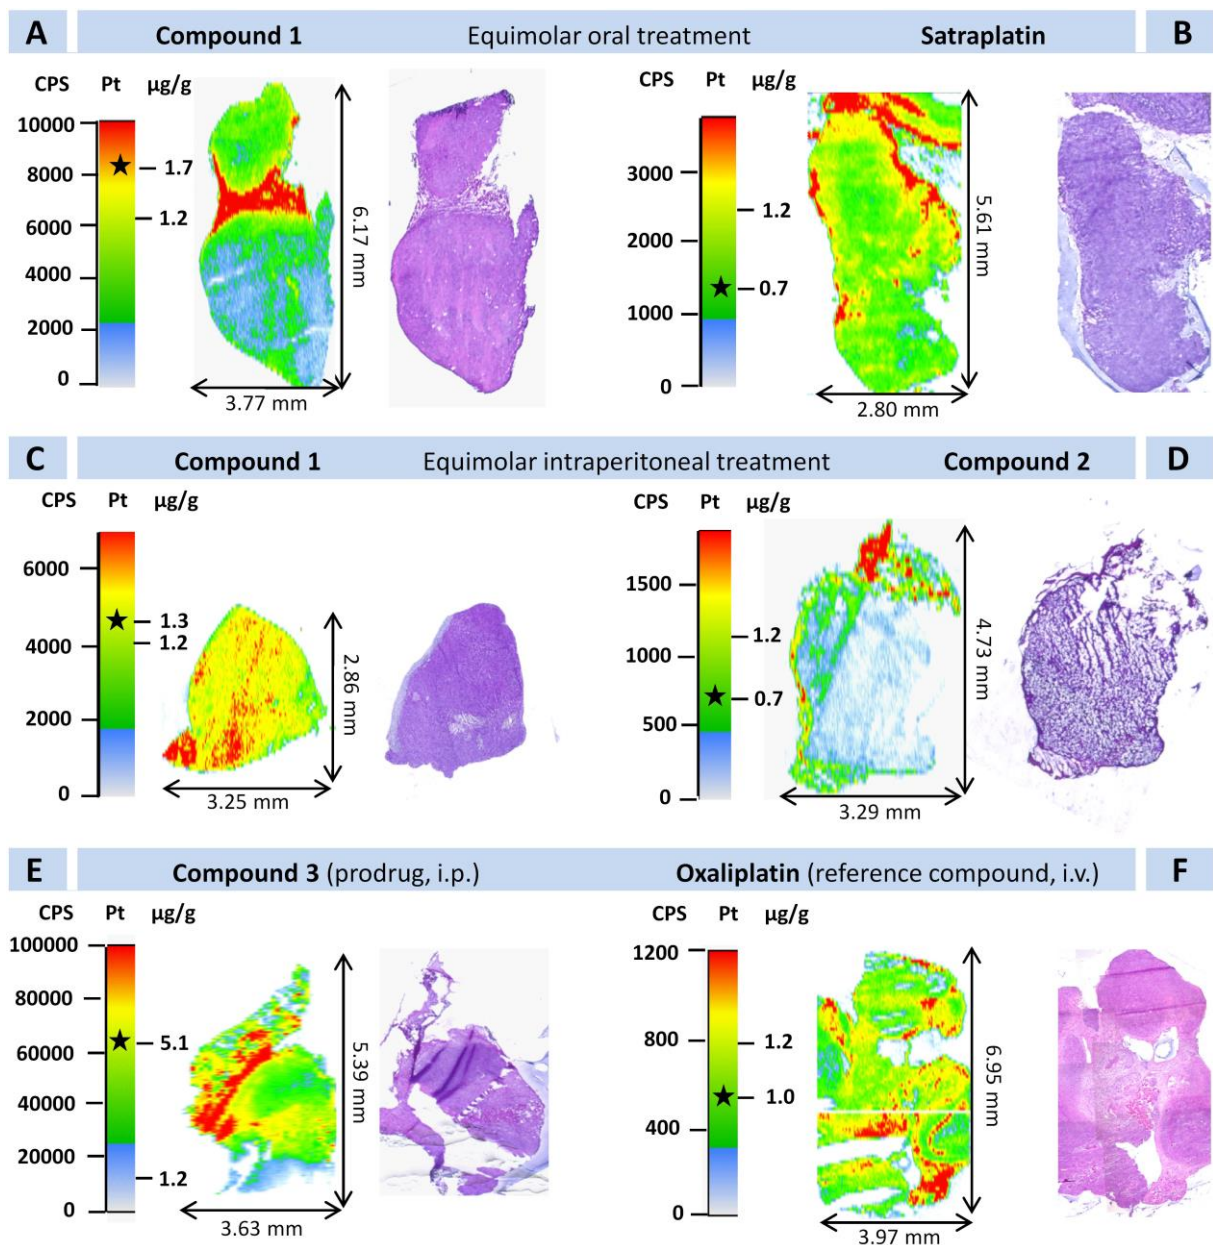 A Compound 1 Equimolar oral treatment Satraplatin B
CPS Pt µg/g
10000
8000
6000
4000
2000
0
1.7
1.2
6.17 mm
3.77 mm
CPS Pt µg/g
3000
2000
1000
0
1.2
0.7
5.61 mm
2.80 mm
C Compound 1 Equimolar intraperitoneal treatment Compound 2 D
CPS Pt µg/g
6000
4000
2000
0
1.3
1.2
2.86 mm
3.25 mm
CPS Pt µg/g
1500
1000
500
0
1.2
0.7
4.73 mm
3.29 mm
E Compound 3 (prodrug, i.p.) Oxaliplatin (reference compound, i.v.) F
CPS Pt µg/g
100000
80000
60000
40000
20000
0
5.1
1.2
5.39 mm
3.63 mm
CPS Pt µg/g
1200
800
400
0
1.2
1.0
6.95 mm
3.97 mm